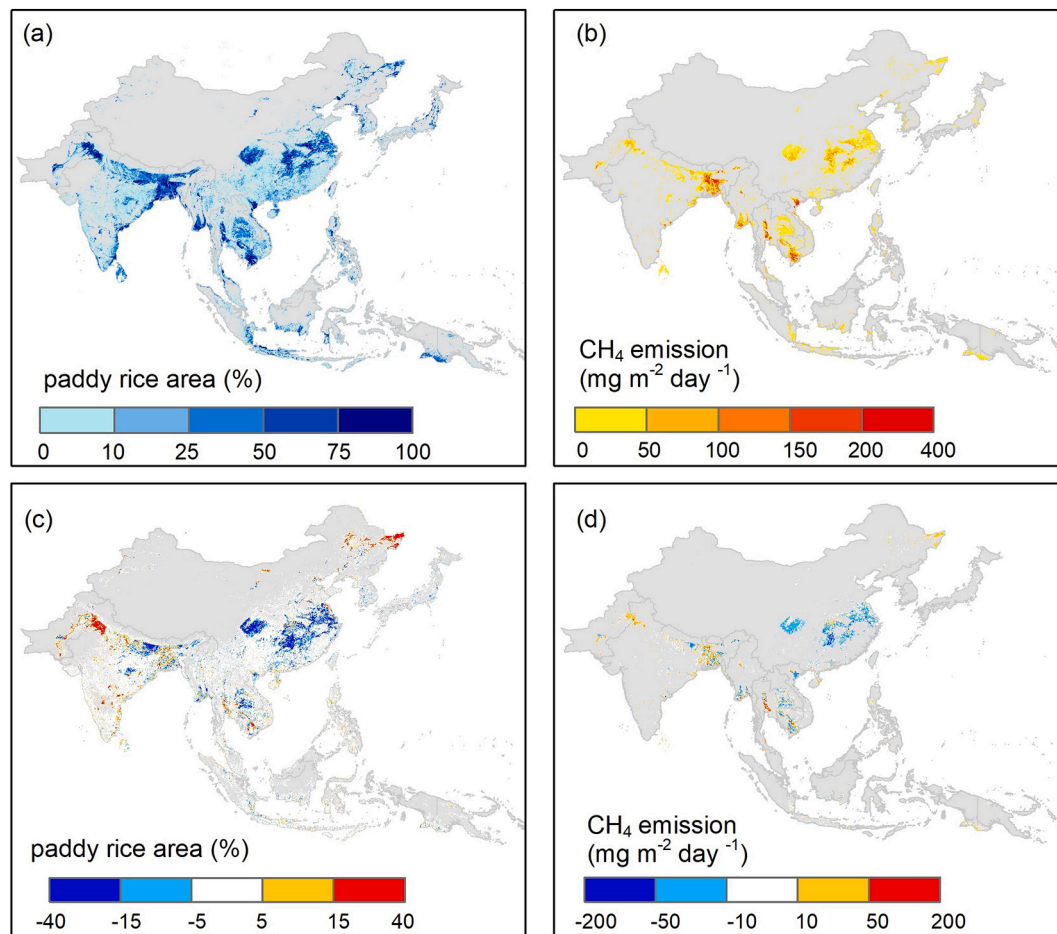 (a)
paddy rice area (%)
0 10 25 50 75 100
(b)
CH₄ emission
(mg m⁻² day ⁻¹)
0 50 100 150 200 400
(c)
paddy rice area (%)
-40 -15 -5 5 15 40
(d)
CH₄ emission
(mg m⁻² day ⁻¹)
-200 -50 -10 10 50 200